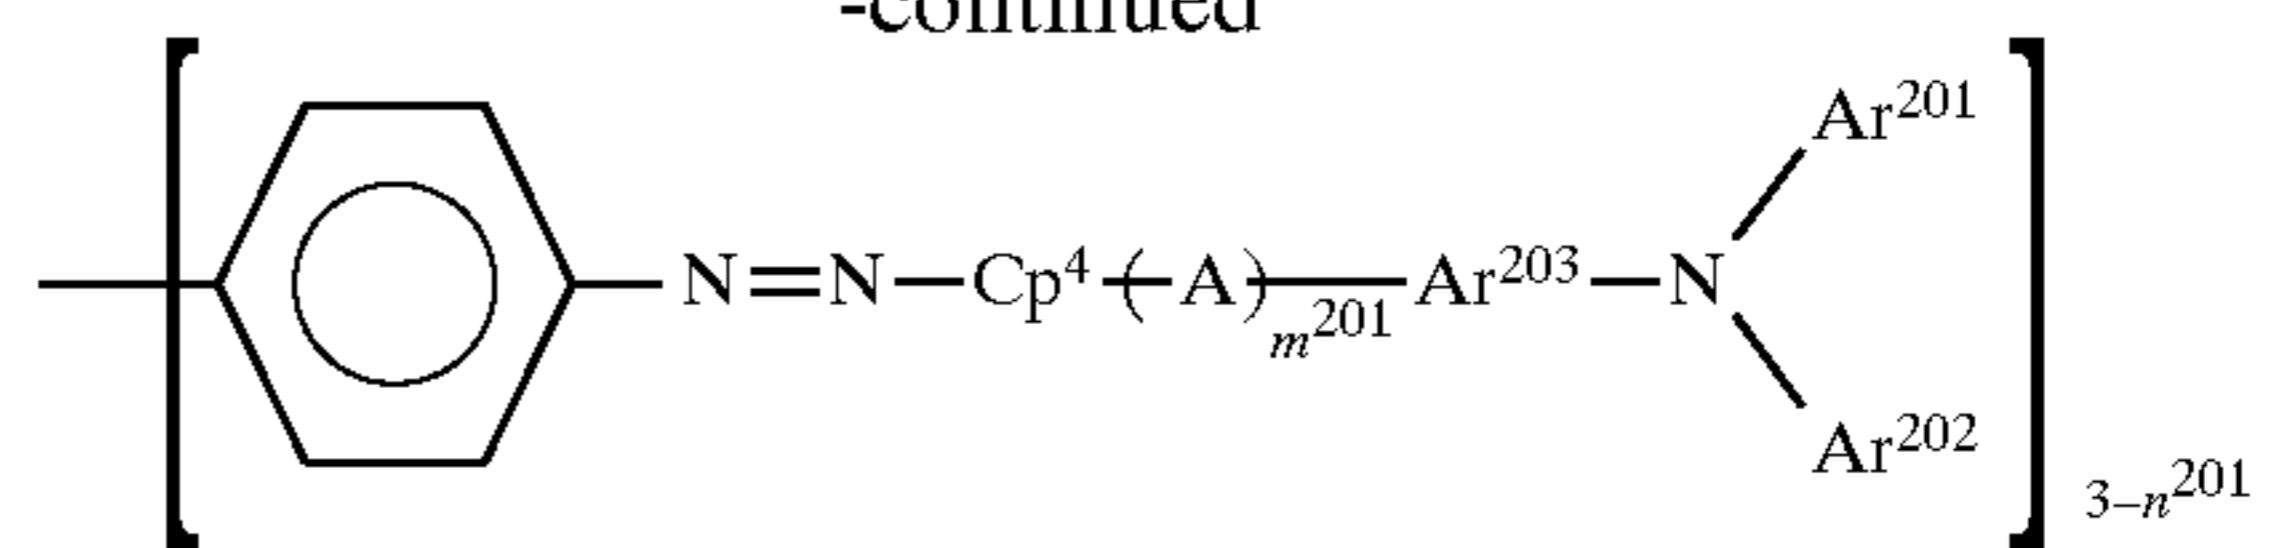 -continued
Ar201
N=N—Cp4—(A)m201—Ar203—N
Ar202
3–n201